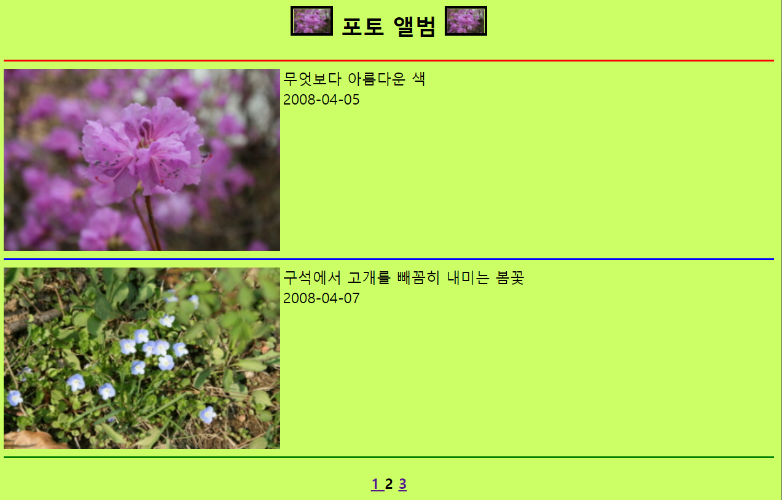 포토 앨범
무엇보다 아름다운 색
2008-04-05
구석에서 고개를 빼꼼히 내미는 봄꽃
2008-04-07
1 2 3